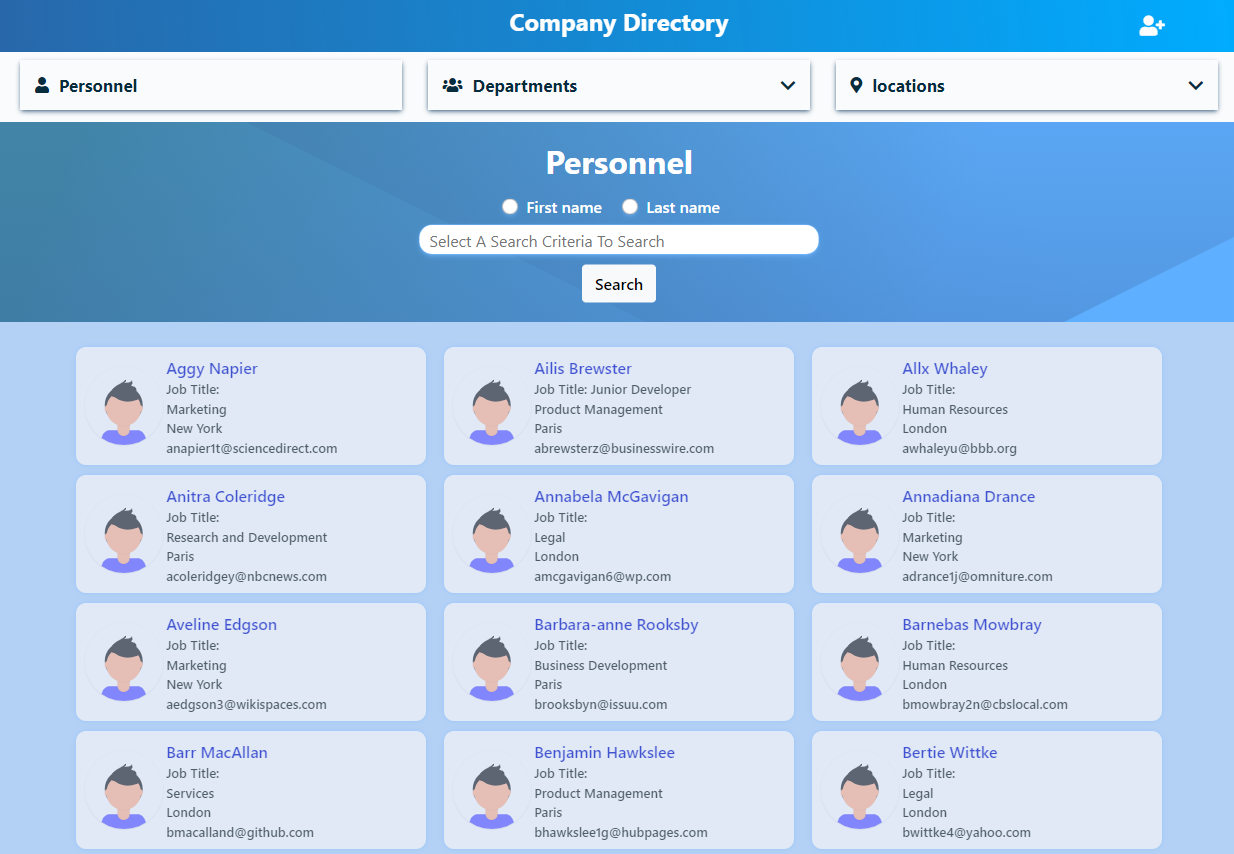 Company Directory
Personnel
Departments
locations
Personnel
First name Last name
Select A Search Criteria To Search
Search
Aggy Napier
Job Title:
Marketing
New York
anapier1t@sciencedirect.com
Ailis Brewster
Job Title: Junior Developer
Product Management
Paris
abrewsterz@businesswire.com
Allx Whaley
Job Title:
Human Resources
London
awhaleyu@bbb.org
Anitra Coleridge
Job Title:
Research and Development
Paris
acoleridgey@nbcnews.com
Annabela McGavigan
Job Title:
Legal
London
amcgavigan6@wp.com
Annadiana Drance
Job Title:
Marketing
New York
adrance1j@omniture.com
Aveline Edgson
Job Title:
Marketing
New York
aedgson3@wikispaces.com
Barbara-anne Rooksby
Job Title:
Business Development
Paris
brooksbyn@issuu.com
Barnebas Mowbray
Job Title:
Human Resources
London
bmowbray2n@cbslocal.com
Barr MacAllan
Job Title:
Services
London
bmacalland@github.com
Benjamin Hawkslee
Job Title:
Product Management
Paris
bhawkslee1g@hubpages.com
Bertie Wittke
Job Title:
Legal
London
bwittke4@yahoo.com